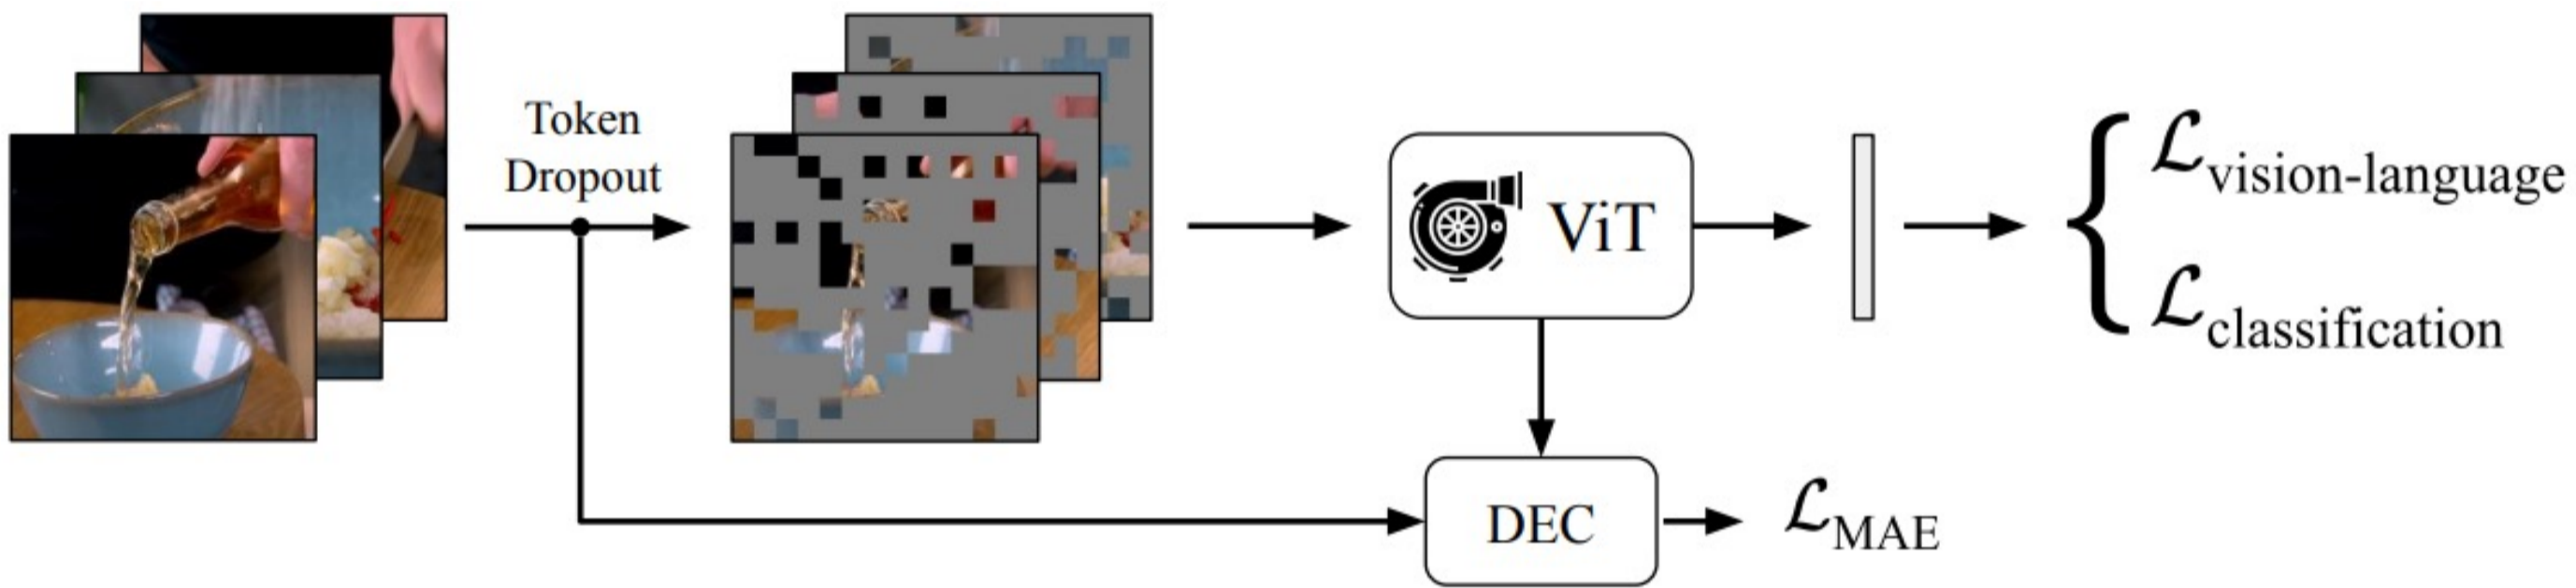 Token
Dropout
ViT
ℒvision-language
ℒclassification
DEC
ℒMAE